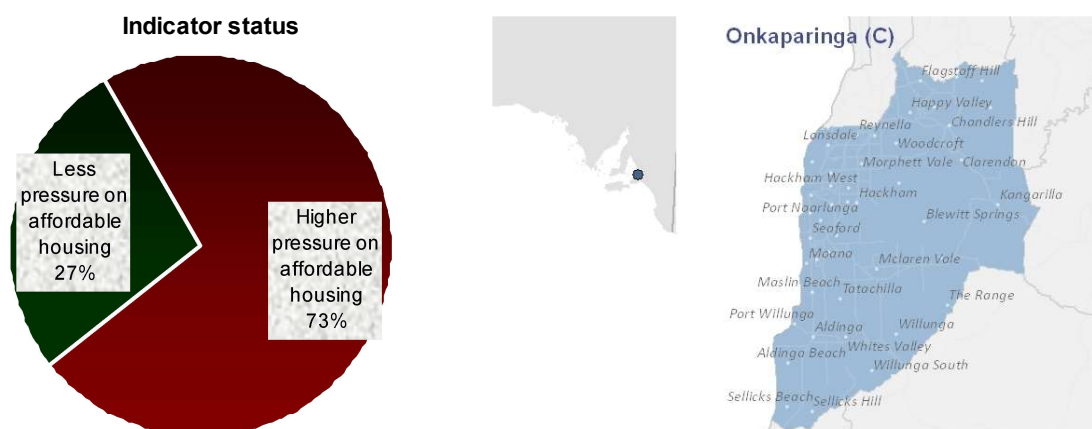 Indicator status
Less
pressure on
affordable
housing
27%
Higher
pressure on
affordable
housing
73%
Onkaparinga (C)
Flagstaff Hill
Happy Valley
Chandlers Hill
Reynella
Lonsdale
Woodcroft
Morphett Vale
Clarendon
Hackham West
Hackham
Kangarilla
Port Noarlunga
Blewitt Springs
Seaford
Moana
Mclaren Vale
Maslin Beach
Tatachilla
The Range
Port Willunga
Aldinga
Willunga
Aldinga Beach
Whites Valley
Willunga South
Sellicks Beach
Sellicks Hill